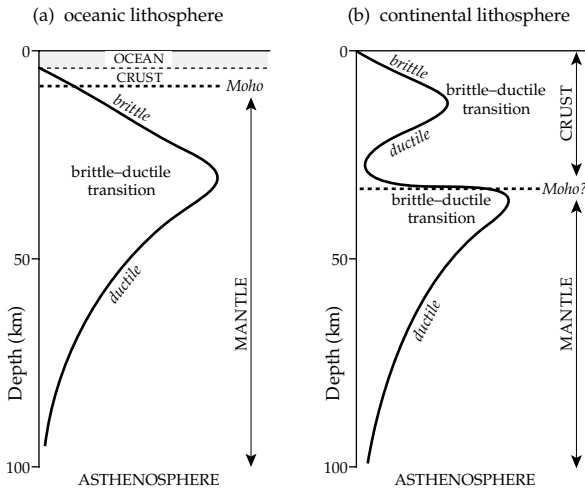 (a) oceanic lithosphere
0
OCEAN
CRUST
Moho
brittle
brittle–ductile
transition
50
ductile
MANTLE
Depth (km)
100
ASTHENOSPHERE
(b) continental lithosphere
0
brittle
brittle–ductile
transition
CRUST
ductile
Moho?
brittle–ductile
transition
50
ductile
MANTLE
Depth (km)
100
ASTHENOSPHERE